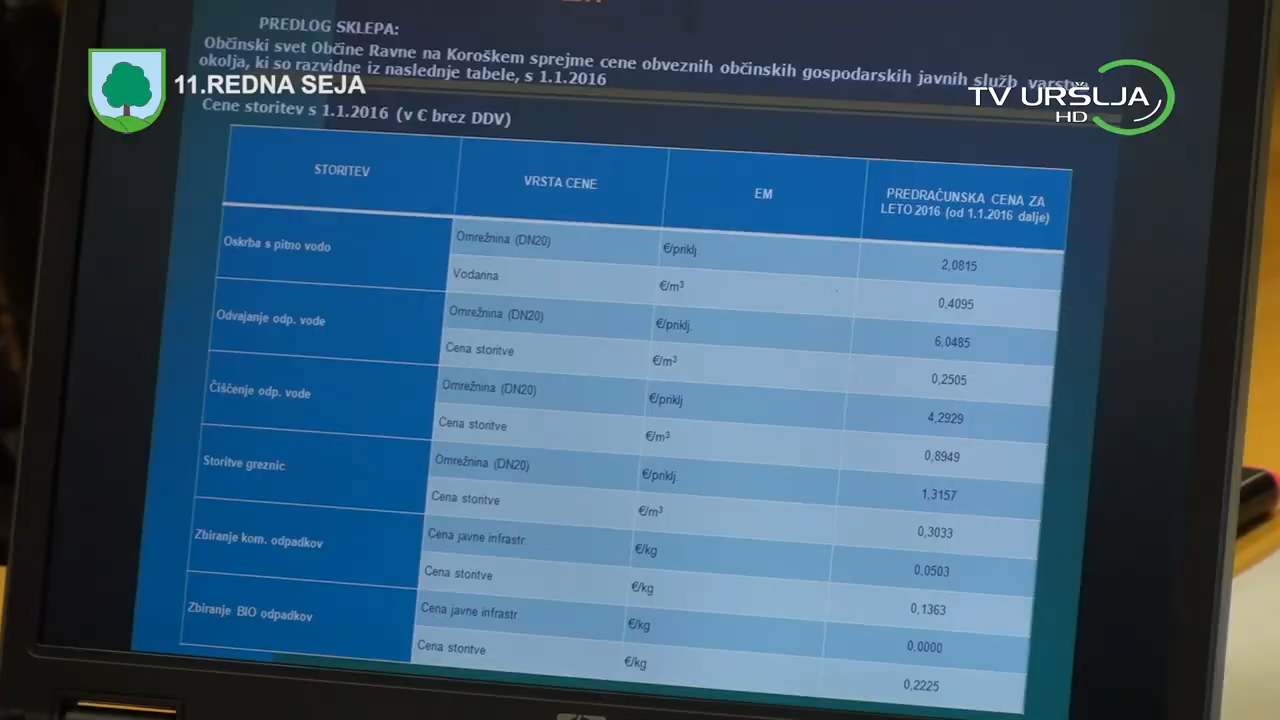 PREDLOG SKLEPA:
Občinski svet Občine Ravne na Koroškem sprejme cene obveznih občinskih gospodarskih javnih služb varstva
okolja, ki so razvidne iz naslednje tabele, s 1.1.2016
11.REDNA SEJA
TV URŠLJA
HD
Cene storitev s 1.1.2016 (v € brez DDV)
STORITEV VRSTA CENE EM PREDRAČUNSKA CENA ZA
LETO 2016 (od 1.1.2016 dalje)
Oskrba s pitno vodo Omrežnina (DN20) €/priklj. 2,0815
Vodarina €/m³ 0,4095
Odvajanje odp. vode Omrežnina (DN20) €/priklj. 6,0485
Cena storitve €/m³ 0,2505
Čiščenje odp. vode Omrežnina (DN20) €/priklj 4,2929
Cena storitve €/m³ 0,8949
Storitve greznic Omrežnina (DN20) €/priklj. 1,3157
Cena storitve €/m³ 0,3033
Zbiranje kom. odpadkov Cena javne infrastr. €/kg 0,0503
Cena storitve €/kg 0,1363
Zbiranje BIO odpadkov Cena javne infrastr €/kg 0,0000
Cena storitve €/kg 0,2225